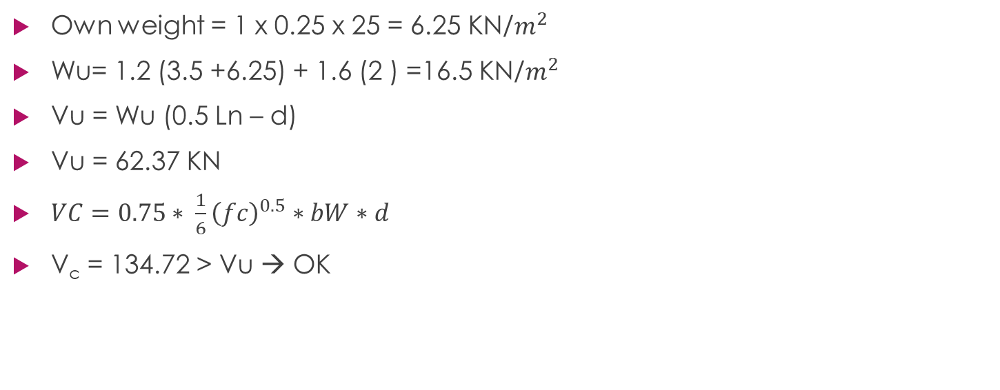 Own weight = 1 x 0.25 x 25 = 6.25 KN/𝑚²
Wu= 1.2 (3.5 +6.25) + 1.6 (2 ) =16.5 KN/𝑚²
Vu = Wu (0.5 Ln – d)
Vu = 62.37 KN
𝑉𝐶 = 0.75 ∗ 1/6 (𝑓𝑐)^0.5 ∗ 𝑏𝑊 ∗ 𝑑
V_c = 134.72 > Vu → OK